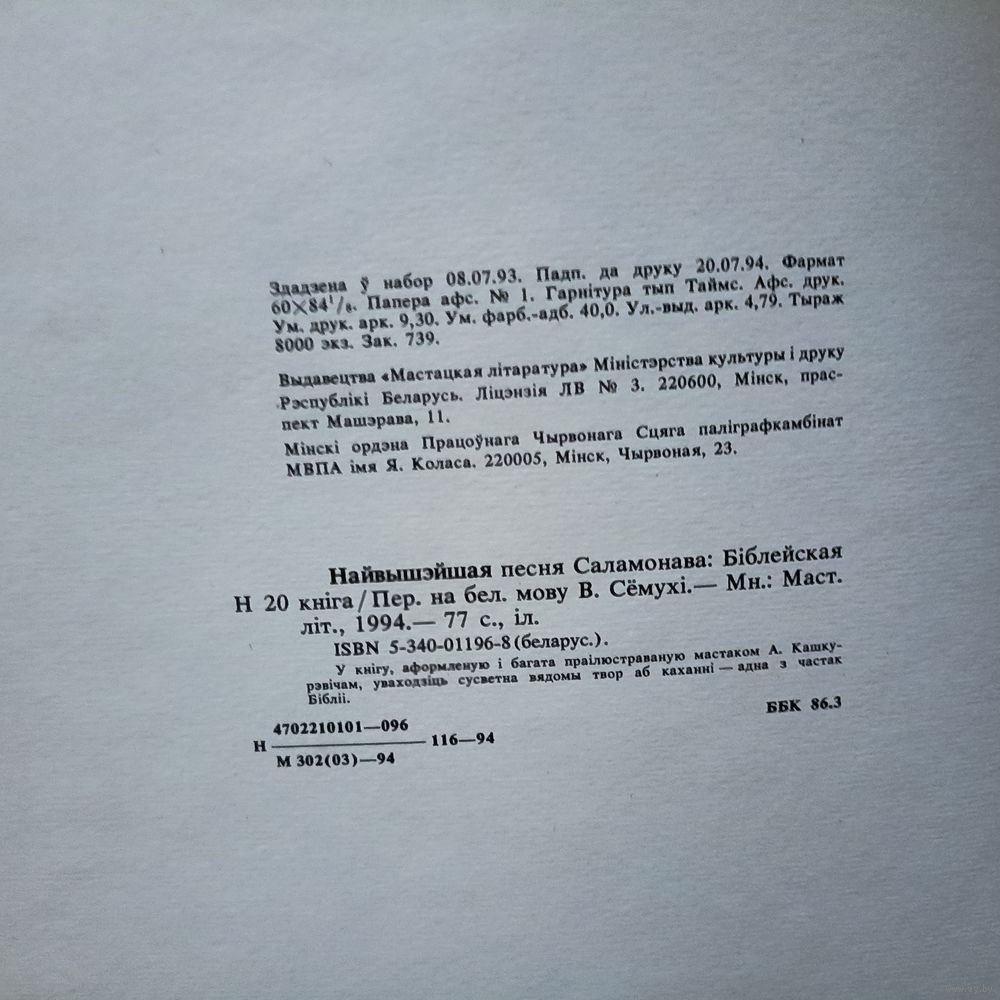 Здадзена ў набор 08.07.93. Падп. да друку 20.07.94. Фармат
60×84¹/₈. Папера афс. № 1. Гарнітура тып Таймс. Афс. друк.
Ум. друк. арк. 9,30. Ум. фарб.-адб. 40,0. Ул.-выд. арк. 4,79. Тыраж
8000 экз. Зак. 739.
Выдавецтва «Мастацкая літаратура» Міністэрства культуры і друку
Рэспублікі Беларусь. Ліцэнзія ЛВ № 3. 220600, Мінск, прас-
пект Машэрава, 11.
Мінскі ордэна Працоўнага Чырвонага Сцяга паліграфкамбінат
МВПА імя Я. Коласа. 220005, Мінск, Чырвоная, 23.
Найвышэйшая песня Саламонава: Біблейская
Н 20 кніга / Пер. на бел. мову В. Сёмухі.— Мн.: Маст.
літ., 1994.— 77 с., іл.
ISBN 5-340-01196-8 (беларус.).
У кнігу, аформленую і багата праілюстраваную мастаком А. Кашку-
рэвічам, уваходзіць сусветна вядомы твор аб каханні — адна з частак
Бібліі.
ББК 86.3
4702210101—096
Н 116—94
М 302(03)—94